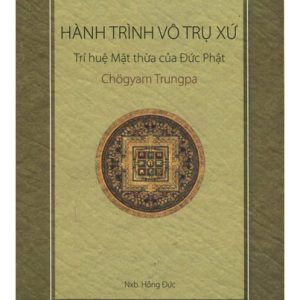 HÀNH TRÌNH VÔ TRỤ XỨ
Trí huệ Mật thừa của Đức Phật
Chögyam Trungpa
Nxb. Hồng Đức